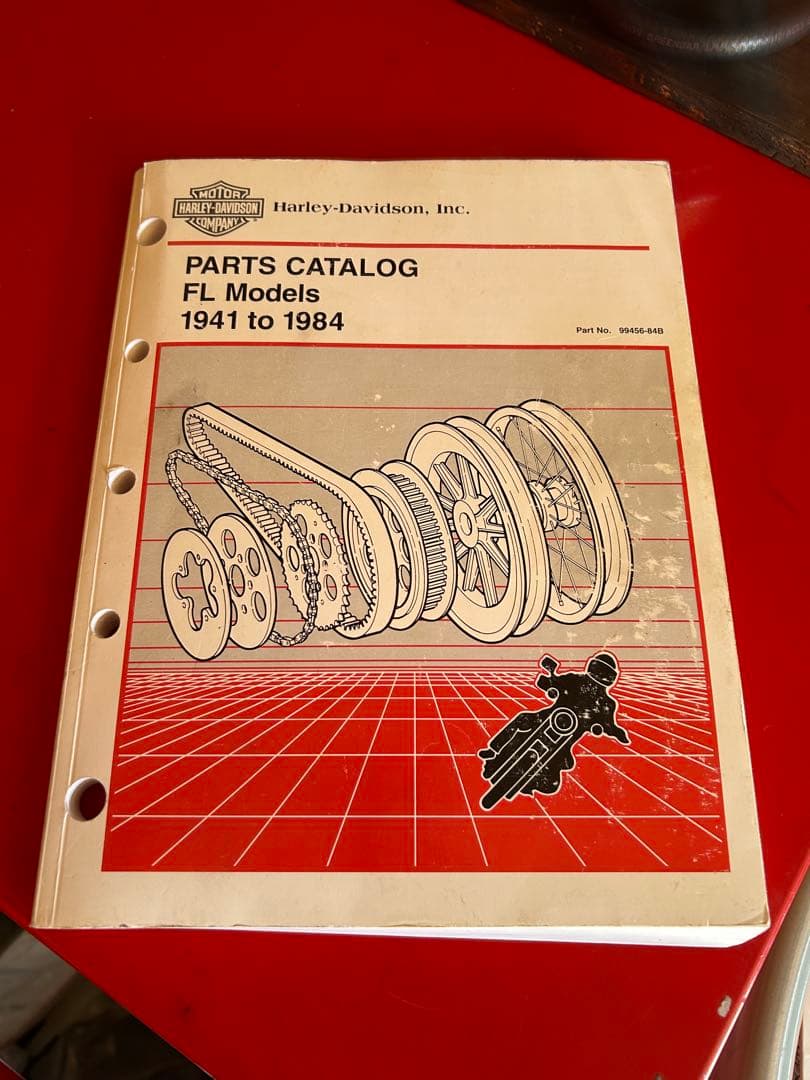 MOTOR
HARLEY-DAVIDSON
COMPANY
Harley-Davidson, Inc.
PARTS CATALOG
FL Models
1941 to 1984
Part No. 99456-84B